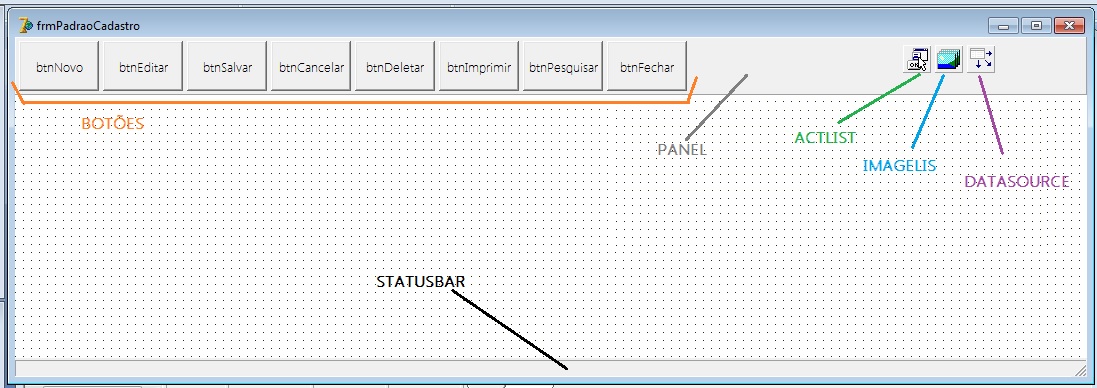 frmPadraoCadastro
btnNovo btnEditar btnSalvar btnCancelar btnDeletar btnImprimir btnPesquisar btnFechar
BOTÕES
PANEL
ACTLIST
IMAGELIS
DATASOURCE
STATUSBAR